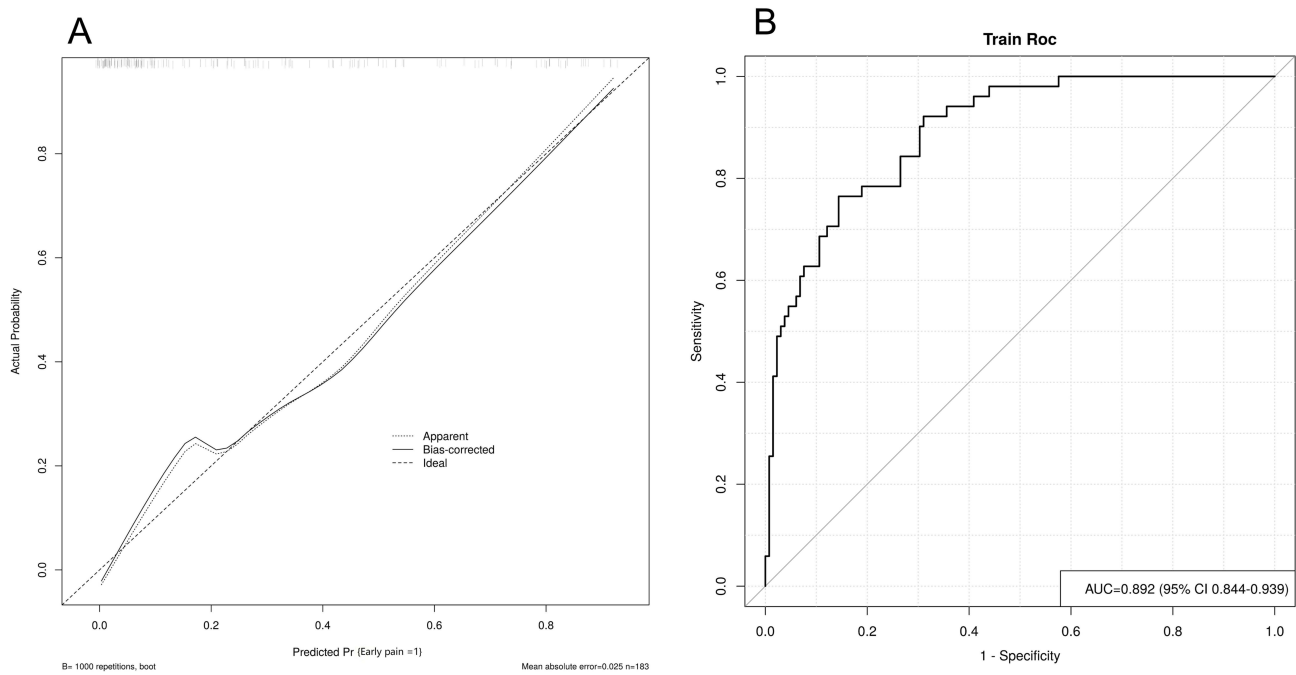 A
Actual Probability
0.8
0.6
0.4
0.2
0.0
Apparent
Bias-corrected
Ideal
0.0 0.2 0.4 0.6 0.8
Predicted Pr (Early pain =1)
B= 1000 repetitions, boot
Mean absolute error=0.025 n=183
B
Train Roc
Sensitivity
1.0
0.8
0.6
0.4
0.2
0.0
AUC=0.892 (95% CI 0.844-0.939)
0.0 0.2 0.4 0.6 0.8 1.0
1 - Specificity